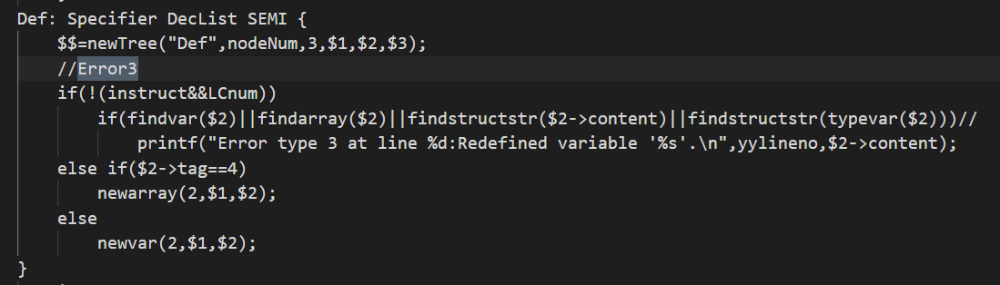 Def: Specifier DecList SEMI {
    $$=newTree("Def",nodeNum,3,$1,$2,$3);
    //Error3
    if(!(instruct&&LCnum))
        if(findvar($2)||findarray($2)||findstructstr($2->content)||findstructstr(typevar($2)))//
            printf("Error type 3 at line %d:Redefined variable '%s'.\n",yylineno,$2->content);
    else if($2->tag==4)
        newarray(2,$1,$2);
    else
        newvar(2,$1,$2);
}